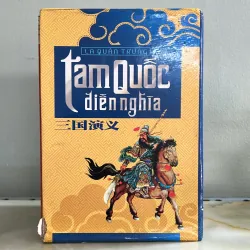 LA QUÁN TRUNG
Tam Quốc
diễn nghĩa
三国演义